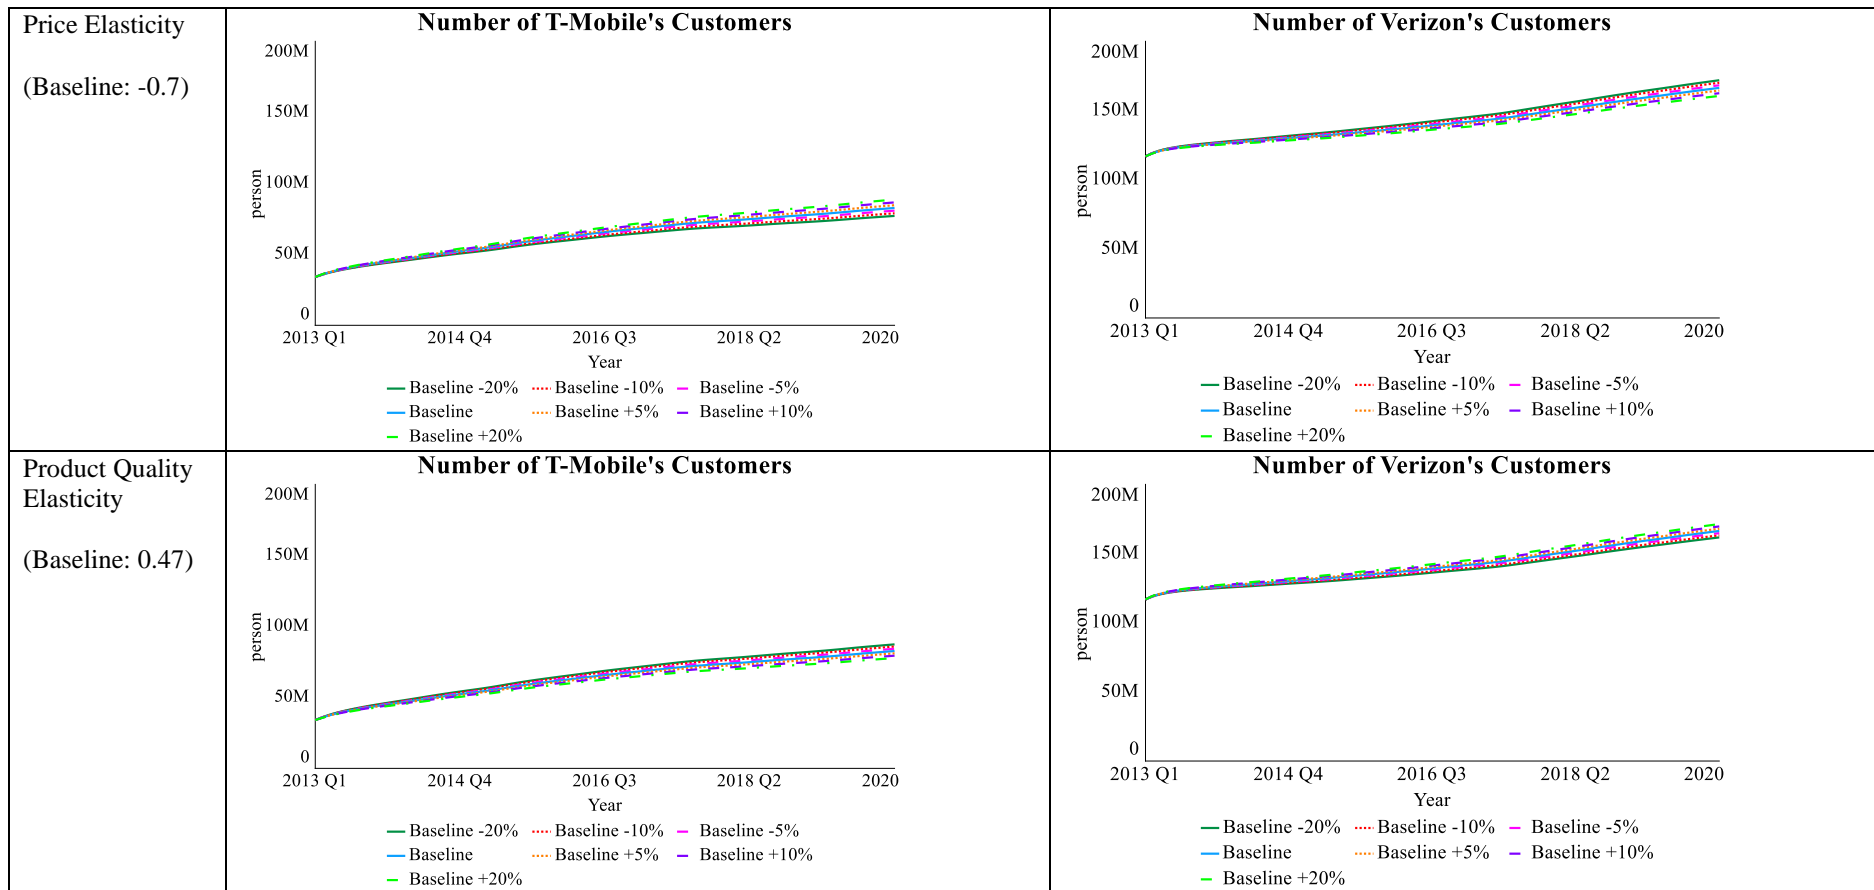 Price Elasticity
(Baseline: -0.7)
Number of T-Mobile's Customers
200M
150M
100M
50M
0
person
2013 Q1 2014 Q4 2016 Q3 2018 Q2 2020
Year
Baseline -20% Baseline -10% Baseline -5%
Baseline Baseline +5% Baseline +10%
Baseline +20%
Number of Verizon's Customers
200M
150M
100M
50M
0
person
2013 Q1 2014 Q4 2016 Q3 2018 Q2 2020
Year
Baseline -20% Baseline -10% Baseline -5%
Baseline Baseline +5% Baseline +10%
Baseline +20%
Product Quality
Elasticity
(Baseline: 0.47)
Number of T-Mobile's Customers
200M
150M
100M
50M
0
person
2013 Q1 2014 Q4 2016 Q3 2018 Q2 2020
Year
Baseline -20% Baseline -10% Baseline -5%
Baseline Baseline +5% Baseline +10%
Baseline +20%
Number of Verizon's Customers
200M
150M
100M
50M
0
person
2013 Q1 2014 Q4 2016 Q3 2018 Q2 2020
Year
Baseline -20% Baseline -10% Baseline -5%
Baseline Baseline +5% Baseline +10%
Baseline +20%